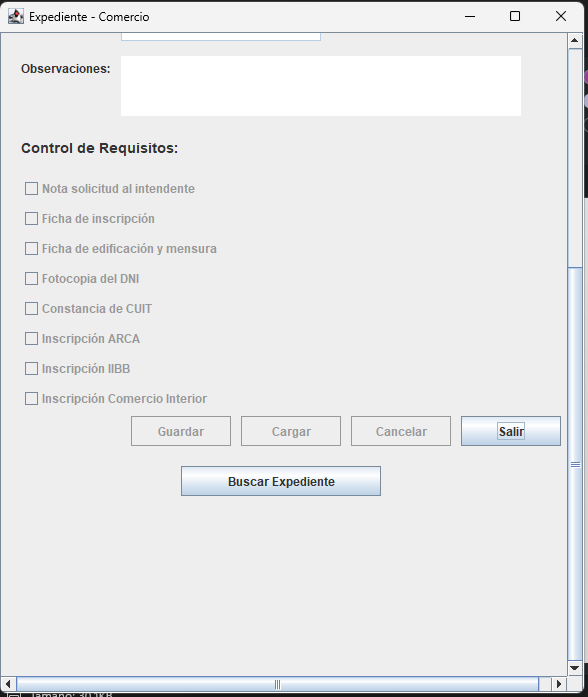 Expediente - Comercio
Observaciones:
Control de Requisitos:
Nota solicitud al intendente
Ficha de inscripción
Ficha de edificación y mensura
Fotocopia del DNI
Constancia de CUIT
Inscripción ARCA
Inscripción IIBB
Inscripción Comercio Interior
Guardar Cargar Cancelar Salir
Buscar Expediente